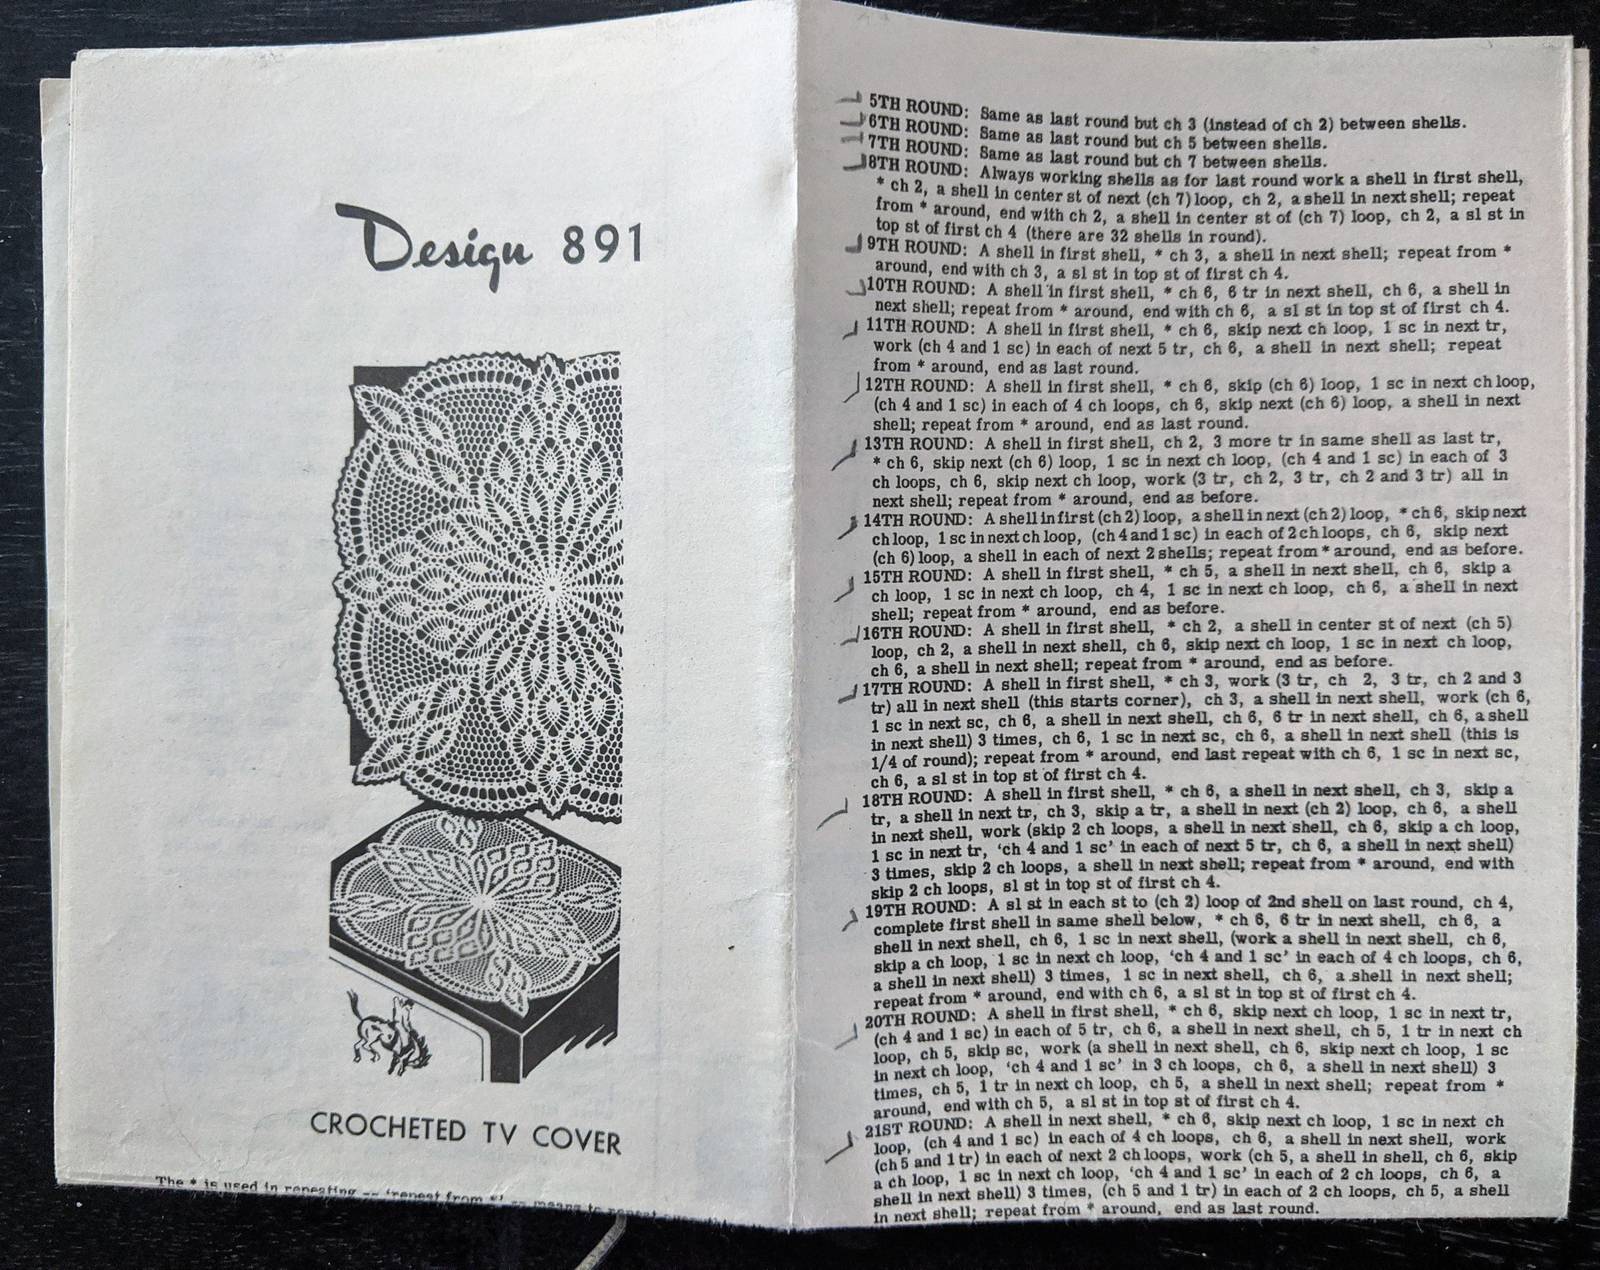 Design 891
CROCHETED TV COVER
The * is used in repeating -- 'repeat from *' -- means to repeat
5TH ROUND: Same as last round but ch 3 (instead of ch 2) between shells.
6TH ROUND: Same as last round but ch 5 between shells.
7TH ROUND: Same as last round but ch 7 between shells.
8TH ROUND: Always working shells as for last round work a shell in first shell,
* ch 2, a shell in center st of next (ch 7) loop, ch 2, a shell in next shell; repeat
from * around, end with ch 2, a shell in center st of (ch 7) loop, ch 2, a sl st in
top st of first ch 4 (there are 32 shells in round).
9TH ROUND: A shell in first shell, * ch 3, a shell in next shell; repeat from *
around, end with ch 3, a sl st in top st of first ch 4.
10TH ROUND: A shell in first shell, * ch 6, 6 tr in next shell, ch 6, a shell in
next shell; repeat from * around, end with ch 6, a sl st in top st of first ch 4.
11TH ROUND: A shell in first shell, * ch 6, skip next ch loop, 1 sc in next tr,
work (ch 4 and 1 sc) in each of next 5 tr, ch 6, a shell in next shell; repeat
from * around, end as last round.
12TH ROUND: A shell in first shell, * ch 6, skip (ch 6) loop, 1 sc in next ch loop,
(ch 4 and 1 sc) in each of 4 ch loops, ch 6, skip next (ch 6) loop, a shell in next
shell; repeat from * around, end as last round.
13TH ROUND: A shell in first shell, ch 2, 3 more tr in same shell as last tr,
* ch 6, skip next (ch 6) loop, 1 sc in next ch loop, (ch 4 and 1 sc) in each of 3
ch loops, ch 6, skip next ch loop, work (3 tr, ch 2, 3 tr, ch 2 and 3 tr) all in
next shell; repeat from * around, end as before.
14TH ROUND: A shell in first (ch 2) loop, a shell in next (ch 2) loop, * ch 6, skip next
ch loop, 1 sc in next ch loop, (ch 4 and 1 sc) in each of 2 ch loops, ch 6, skip next
(ch 6) loop, a shell in each of next 2 shells; repeat from * around, end as before.
15TH ROUND: A shell in first shell, * ch 5, a shell in next shell, ch 6, skip a
ch loop, 1 sc in next ch loop, ch 4, 1 sc in next ch loop, ch 6, a shell in next
shell; repeat from * around, end as before.
16TH ROUND: A shell in first shell, * ch 2, a shell in center st of next (ch 5)
loop, ch 2, a shell in next shell, ch 6, skip next ch loop, 1 sc in next ch loop,
ch 6, a shell in next shell; repeat from * around, end as before.
17TH ROUND: A shell in first shell, * ch 3, work (3 tr, ch 2, 3 tr, ch 2 and 3
tr) all in next shell (this starts corner), ch 3, a shell in next shell, work (ch 6,
1 sc in next sc, ch 6, a shell in next shell, ch 6, 6 tr in next shell, ch 6, a shell
in next shell) 3 times, ch 6, 1 sc in next sc, ch 6, a shell in next shell (this is
1/4 of round); repeat from * around, end last repeat with ch 6, 1 sc in next sc,
ch 6, a sl st in top st of first ch 4.
18TH ROUND: A shell in first shell, * ch 6, a shell in next shell, ch 3, skip a
tr, a shell in next tr, ch 3, skip a tr, a shell in next (ch 2) loop, ch 6, a shell
in next shell, work (skip 2 ch loops, a shell in next shell, ch 6, skip a ch loop,
1 sc in next tr, 'ch 4 and 1 sc' in each of next 5 tr, ch 6, a shell in next shell)
3 times, skip 2 ch loops, a shell in next shell; repeat from * around, end with
skip 2 ch loops, sl st in top st of first ch 4.
19TH ROUND: A sl st in each st to (ch 2) loop of 2nd shell on last round, ch 4,
complete first shell in same shell below, * ch 6, 6 tr in next shell, ch 6, a
shell in next shell, ch 6, 1 sc in next shell, (work a shell in next shell, ch 6,
skip a ch loop, 1 sc in next ch loop, 'ch 4 and 1 sc' in each of 4 ch loops, ch 6,
a shell in next shell) 3 times, 1 sc in next shell, ch 6, a shell in next shell;
repeat from * around, end with ch 6, a sl st in top st of first ch 4.
20TH ROUND: A shell in first shell, * ch 6, skip next ch loop, 1 sc in next tr,
(ch 4 and 1 sc) in each of 5 tr, ch 6, a shell in next shell, ch 5, 1 tr in next ch
loop, ch 5, skip sc, work (a shell in next shell, ch 6, skip next ch loop, 1 sc
in next ch loop, 'ch 4 and 1 sc' in 3 ch loops, ch 6, a shell in next shell) 3
times, ch 5, 1 tr in next ch loop, ch 5, a shell in next shell; repeat from *
around, end with ch 5, a sl st in top st of first ch 4.
21ST ROUND: A shell in next shell, * ch 6, skip next ch loop, 1 sc in next ch
loop, (ch 4 and 1 sc) in each of 4 ch loops, ch 6, a shell in next shell, work
(ch 5 and 1 tr) in each of next 2 ch loops, work (ch 5, a shell in shell, ch 6, skip
a ch loop, 1 sc in next ch loop, 'ch 4 and 1 sc' in each of 2 ch loops, ch 6, a
shell in next shell) 3 times, (ch 5 and 1 tr) in each of 2 ch loops, ch 5, a shell
in next shell; repeat from * around, end as last round.